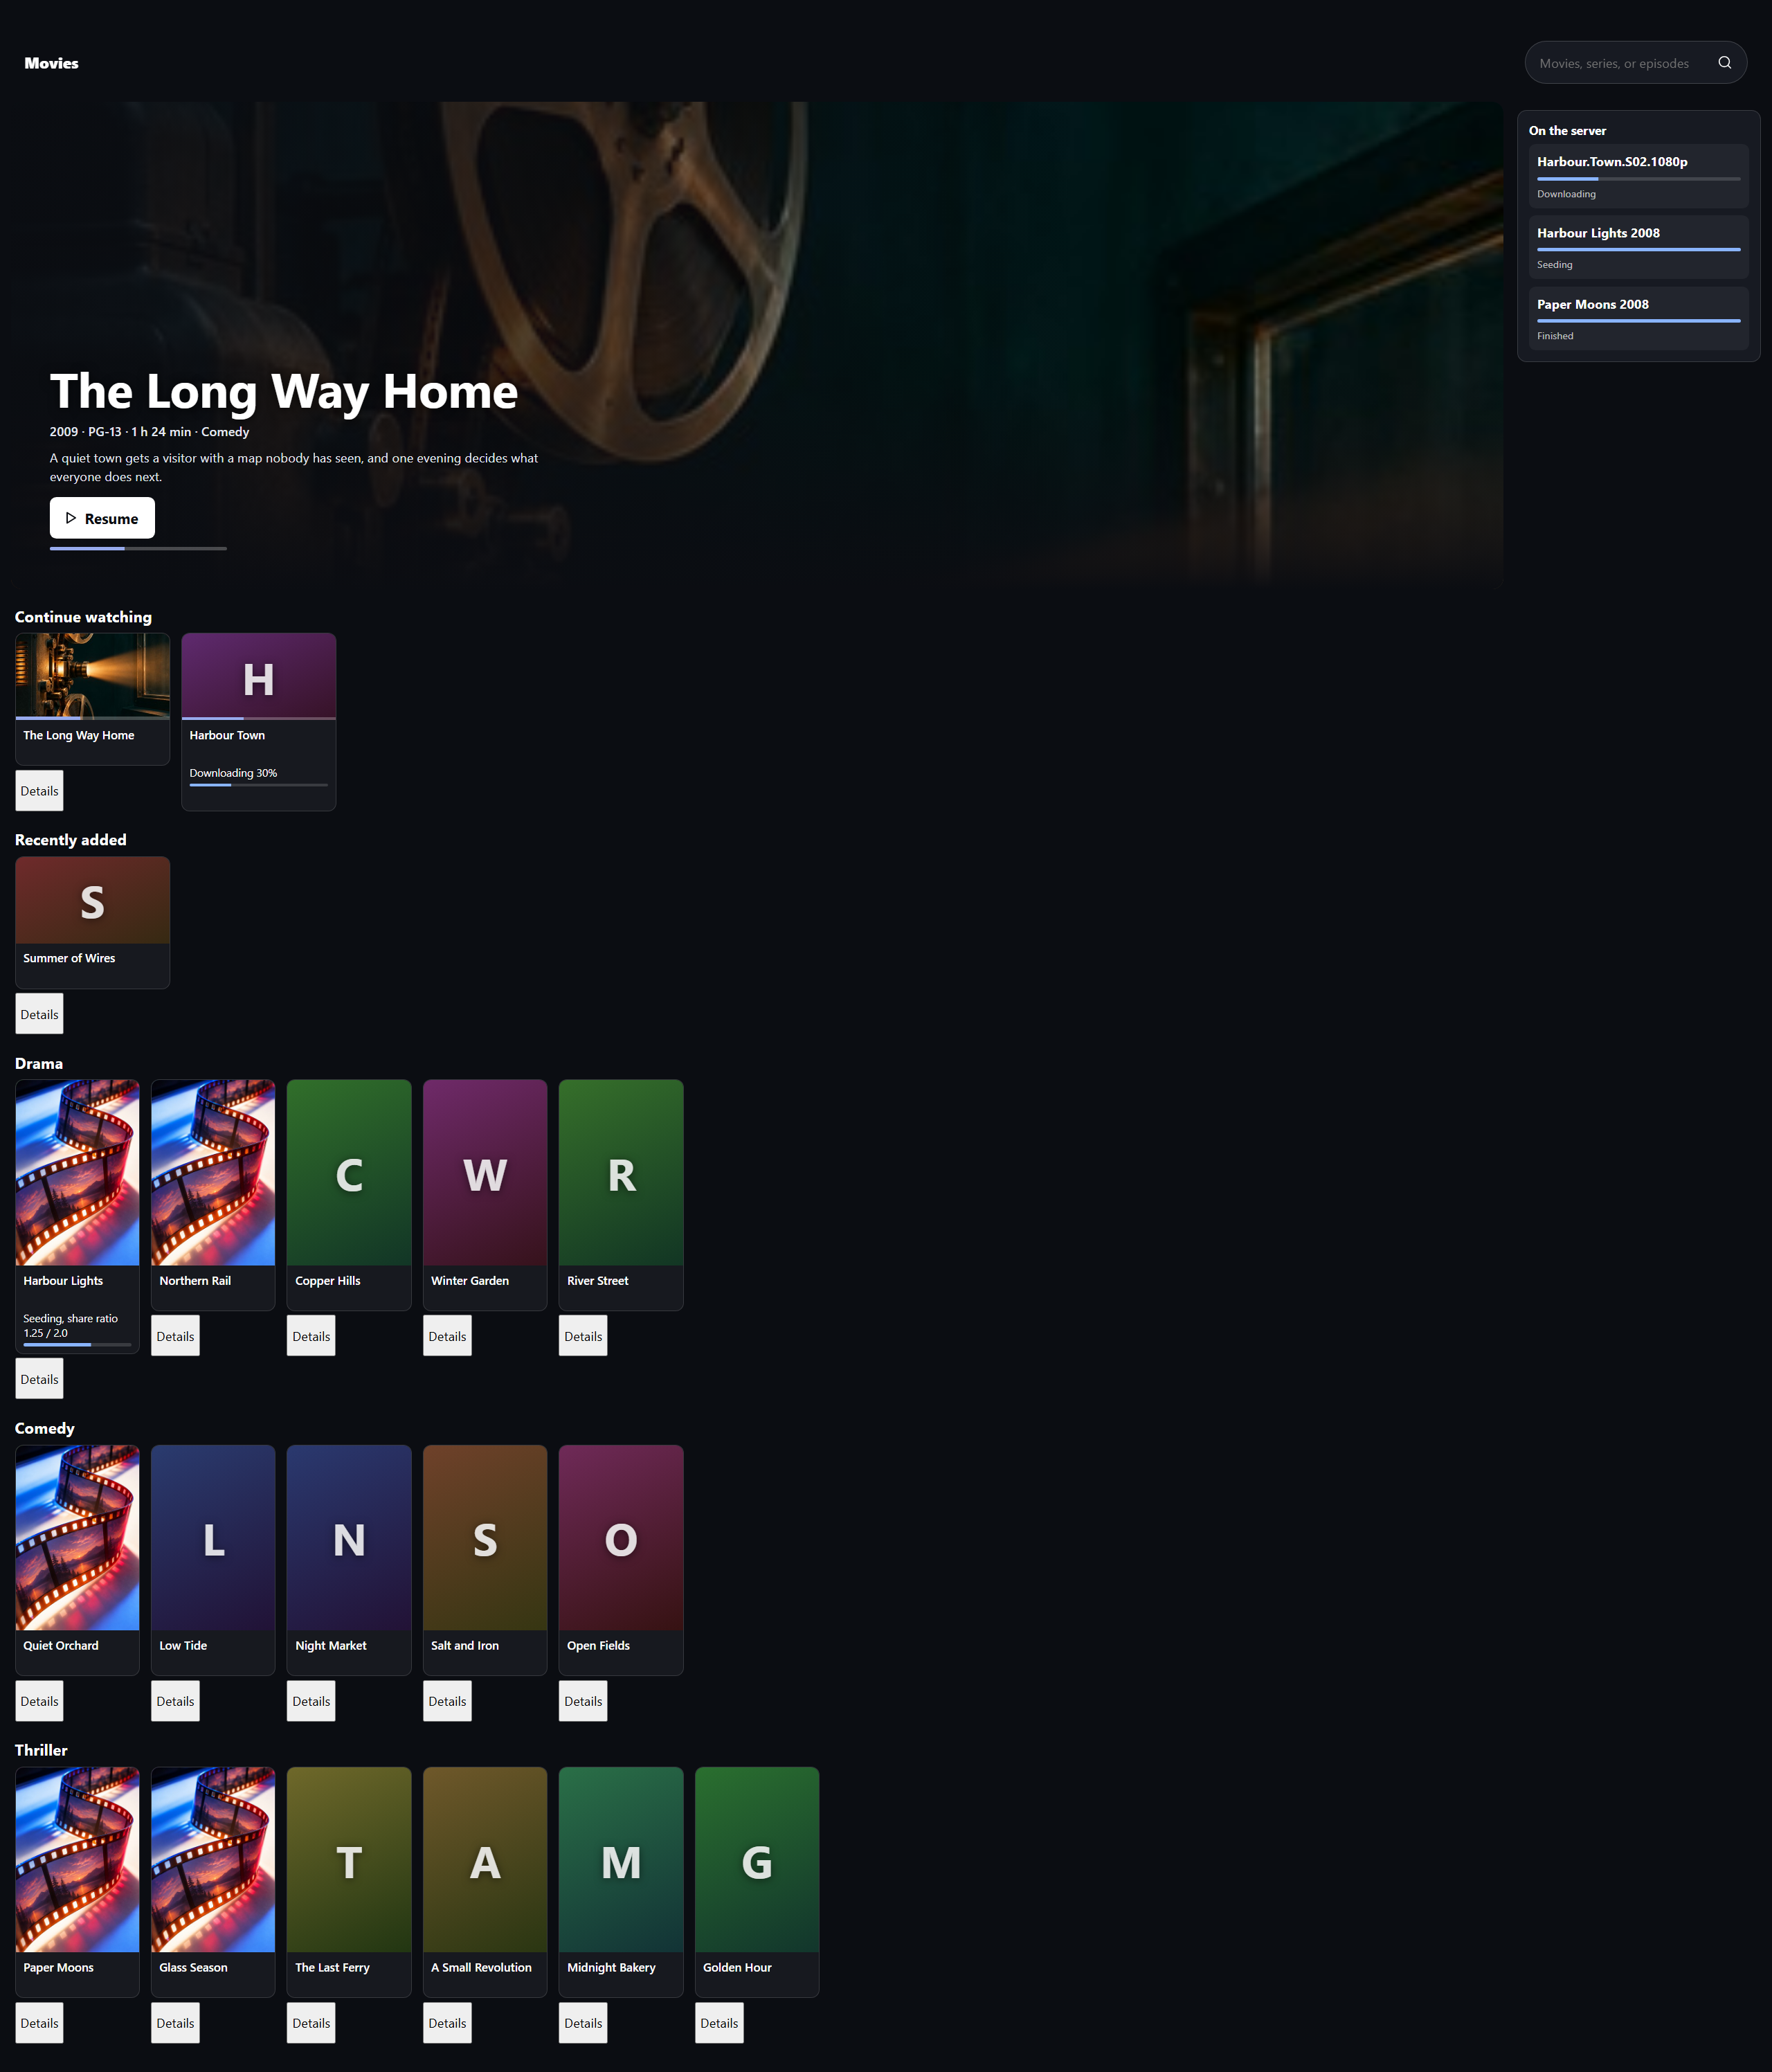 Movies
Movies, series, or episodes
On the server
Harbour.Town.S02.1080p
Downloading
Harbour Lights 2008
Seeding
Paper Moons 2008
Finished
The Long Way Home
2009 · PG-13 · 1 h 24 min · Comedy
A quiet town gets a visitor with a map nobody has seen, and one evening decides what
everyone does next.
Resume
Continue watching
H
The Long Way Home
Harbour Town
Downloading 30%
Details
Recently added
S
Summer of Wires
Details
Drama
C
W
R
Harbour Lights
Northern Rail
Copper Hills
Winter Garden
River Street
Seeding, share ratio
1.25 / 2.0
Details
Details
Details
Details
Details
Comedy
L
N
S
O
Quiet Orchard
Low Tide
Night Market
Salt and Iron
Open Fields
Details
Details
Details
Details
Details
Thriller
T
A
M
G
Paper Moons
Glass Season
The Last Ferry
A Small Revolution
Midnight Bakery
Golden Hour
Details
Details
Details
Details
Details
Details